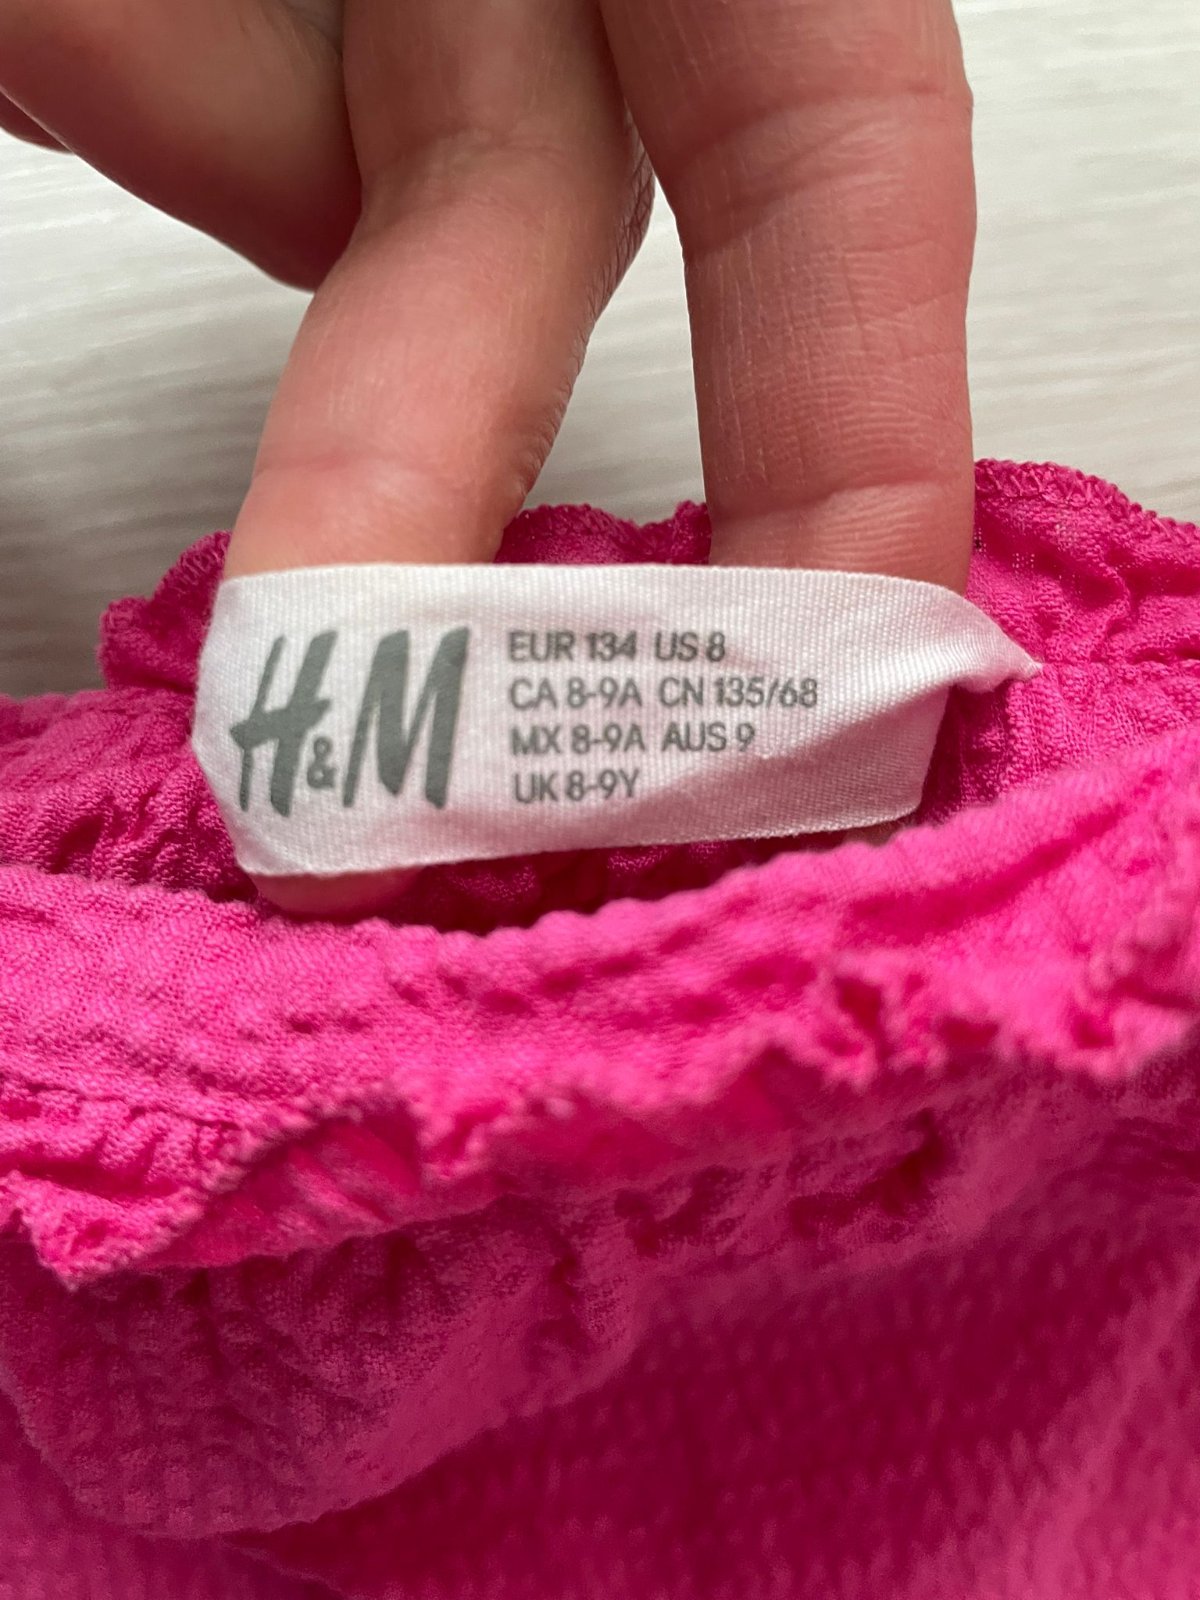 H&M
EUR 134 US 8
CA 8-9A CN 135/68
MX 8-9A AUS 9
UK 8-9Y